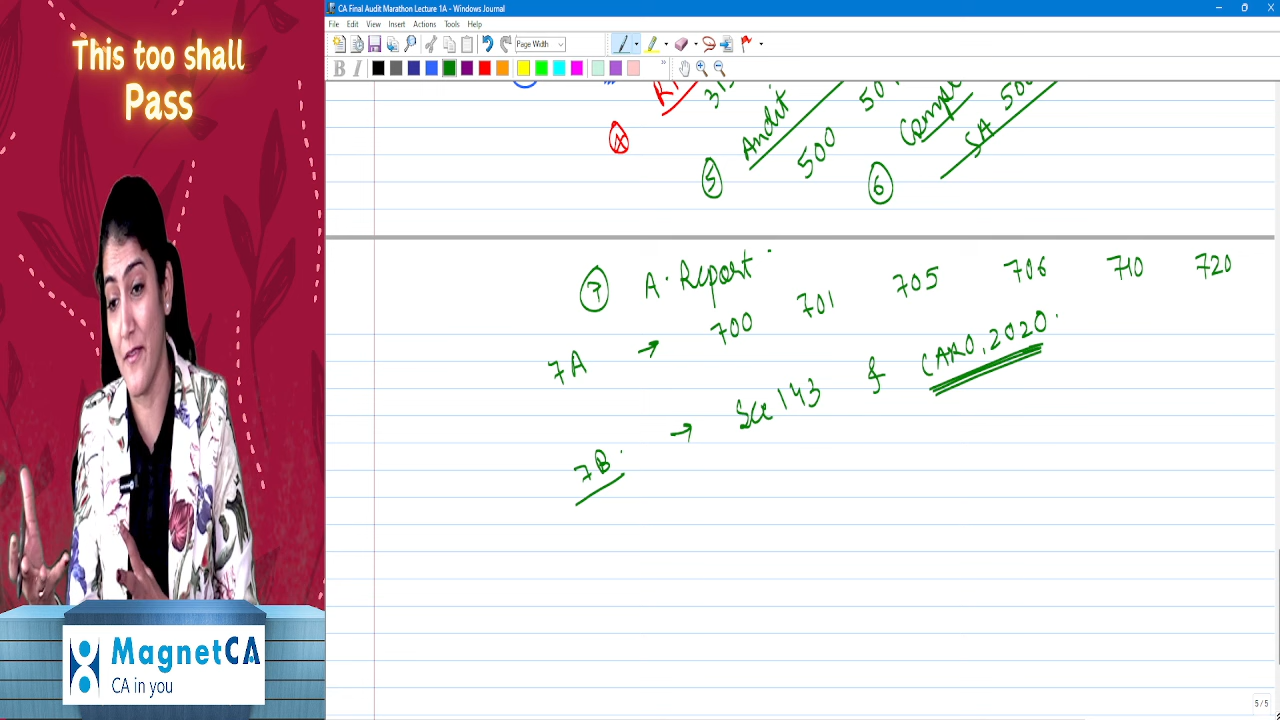 This too shall
Pass
CA Final Audit Marathon Lecture 1A - Windows Journal
File Edit View Insert Actions Tools Help
Page Width
B I
Audit
500
5
6
SA 500
7 A. Report
7A → 700 701 705 706 710 720
7B. → Sec 143 & CARO, 2020.
MagnetCA
CA in you
5/5